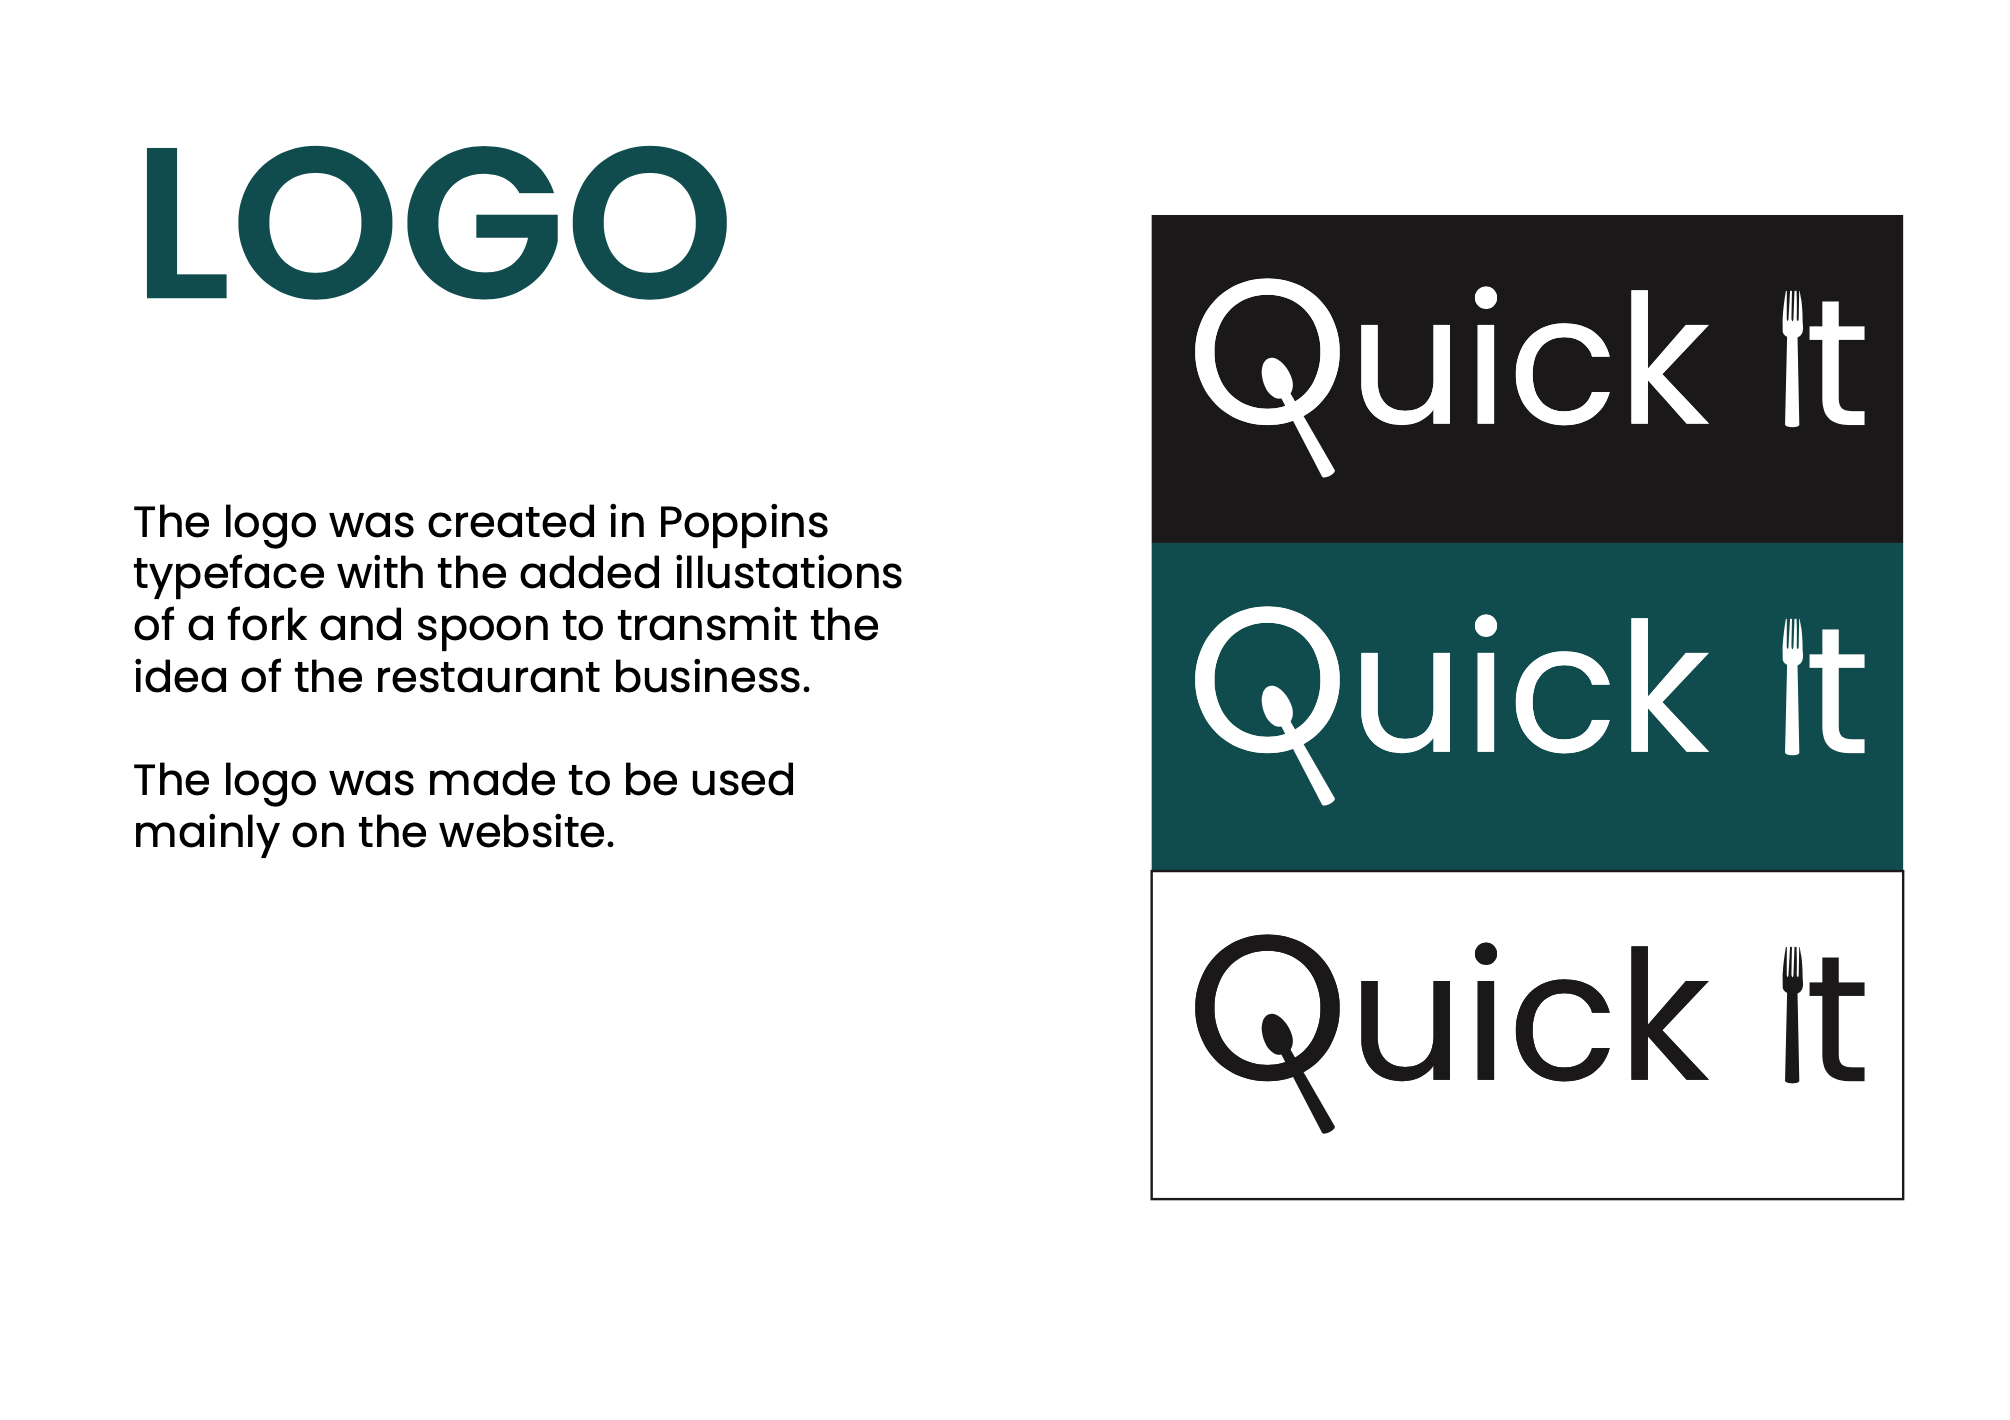 LOGO
The logo was created in Poppins
typeface with the added illustations
of a fork and spoon to transmit the
idea of the restaurant business.
The logo was made to be used
mainly on the website.
Quick It
Quick It
Quick It